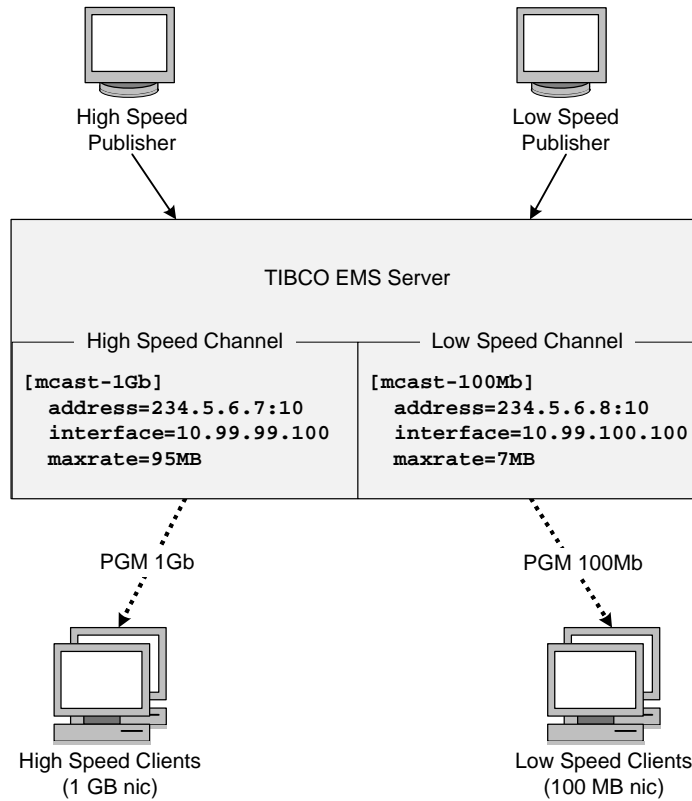 High Speed
Publisher
Low Speed
Publisher
TIBCO EMS Server
High Speed Channel
[mcast-1Gb]
address=234.5.6.7:10
interface=10.99.99.100
maxrate=95MB
Low Speed Channel
[mcast-100Mb]
address=234.5.6.8:10
interface=10.99.100.100
maxrate=7MB
PGM 1Gb
PGM 100Mb
High Speed Clients
(1 GB nic)
Low Speed Clients
(100 MB nic)